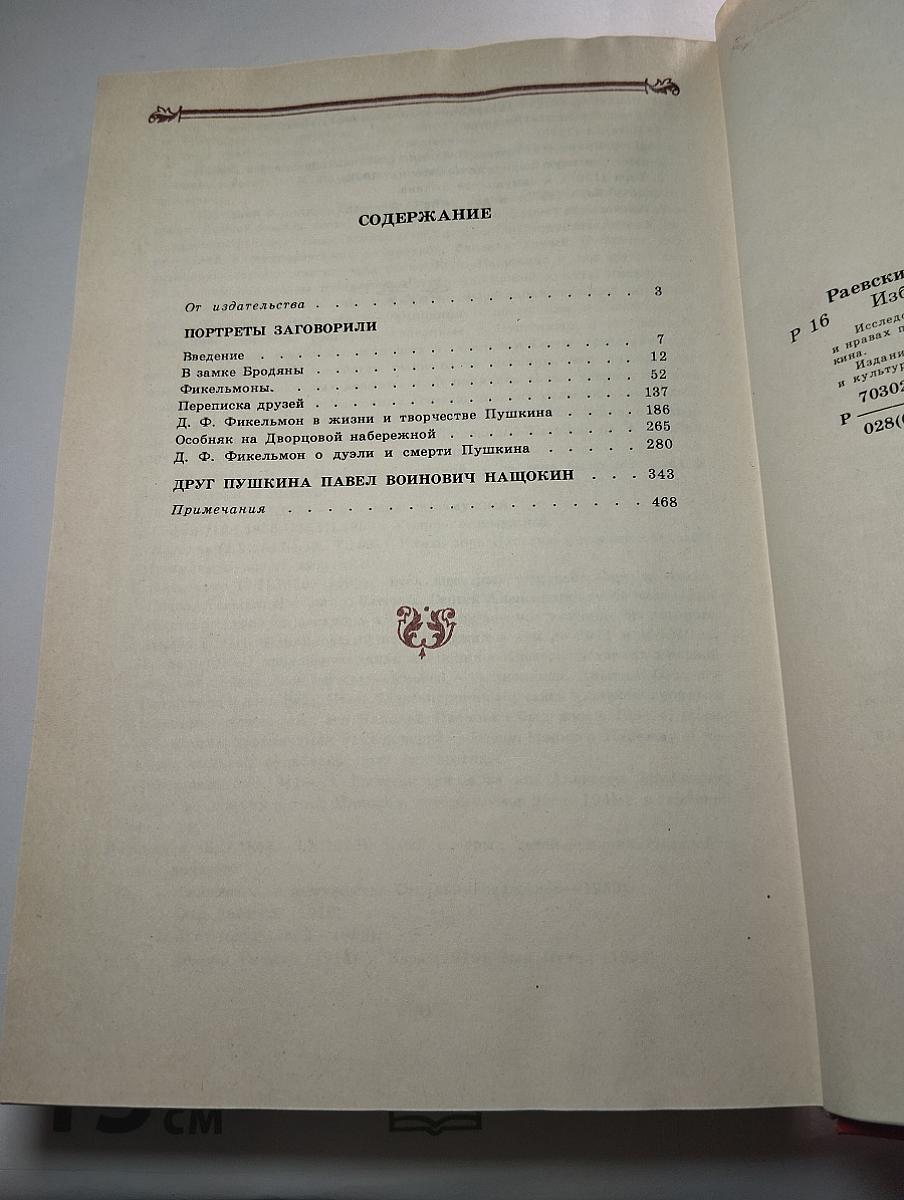 СОДЕРЖАНИЕ
От издательства . . . . . . . . . . . . . . . . . 3
ПОРТРЕТЫ ЗАГОВОРИЛИ
Введение . . . . . . . . . . . . . . . . . . . . 7
В замке Бродяны . . . . . . . . . . . . . . . . . 12
Фикельмоны. . . . . . . . . . . . . . . . . . . 52
Переписка друзей . . . . . . . . . . . . . . . . . 137
Д. Ф. Фикельмон в жизни и творчестве Пушкина . . . . 186
Особняк на Дворцовой набережной . . . . . . . . . . 265
Д. Ф. Фикельмон о дуэли и смерти Пушкина . . . . . 280
ДРУГ ПУШКИНА ПАВЕЛ ВОИНОВИЧ НАЩОКИН . . . 343
Примечания . . . . . . . . . . . . . . . . . . . 468
Раевски
Изб
Р 16
Исслед
и нравах п
кина.
Издани
и культур
70302
Р
028(
15 см